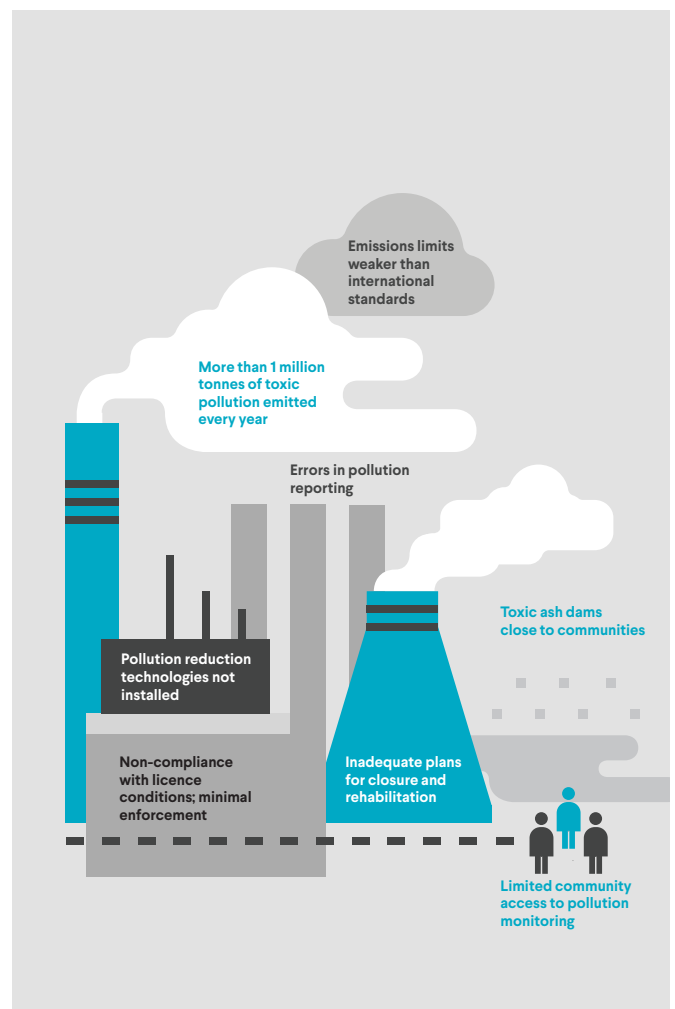 Emissions limits
weaker than
international
standards
More than 1 million
tonnes of toxic
pollution emitted
every year
Errors in pollution
reporting
Toxic ash dams
close to communities
Pollution reduction
technologies not
installed
Non-compliance
with licence
conditions; minimal
enforcement
Inadequate plans
for closure and
rehabilitation
Limited community
access to pollution
monitoring